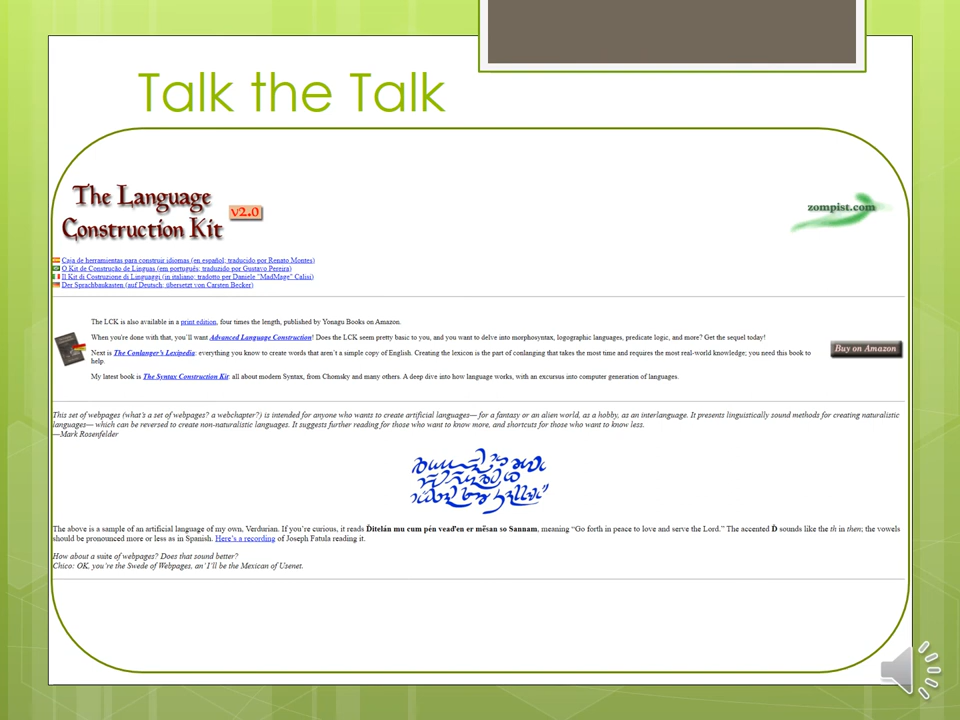 Talk the Talk
The Language
Construction Kit
v2.0
zompist.com
Caja de herramientas para construir idiomas (en español; traducido por Renato Montes)
O Kit de Construcão de Línguas (em português; traduzido por Gustavo Pereira)
Il Kit di Costruzione di Linguaggi (in italiano; tradotto per Daniele "MadMage" Calisi)
Der Sprachbaukasten (auf Deutsch; übersetzt von Carsten Becker)
The LCK is also available in a print edition, four times the length, published by Yonagu Books on Amazon.
When you're done with that, you'll want Advanced Language Construction! Does the LCK seem pretty basic to you, and you want to delve into morphosyntax, logographic languages, predicate logic, and more? Get the sequel today!
Next is The Conlanger's Lexipedia: everything you know to create words that aren't a simple copy of English. Creating the lexicon is the part of conlanging that takes the most time and requires the most real-world knowledge; you need this book to
help.
Buy on Amazon
My latest book is The Syntax Construction Kit: all about modern Syntax, from Chomsky and many others. A deep dive into how language works, with an excursus into computer generation of languages.
This set of webpages (what's a set of webpages? a webchapter?) is intended for anyone who wants to create artificial languages— for a fantasy or an alien world, as a hobby, as an interlanguage. It presents linguistically sound methods for creating naturalistic
languages— which can be reversed to create non-naturalistic languages. It suggests further reading for those who want to know more, and shortcuts for those who want to know less.
—Mark Rosenfelder
The above is a sample of an artificial language of my own, Verdurian. If you're curious, it reads Ďitelán mu cum pén veaďen er mësan so Sannam, meaning “Go forth in peace to love and serve the Lord.” The accented Ď sounds like the th in then; the vowels
should be pronounced more or less as in Spanish. Here's a recording of Joseph Fatula reading it.
How about a suite of webpages? Does that sound better?
Chico: OK, you're the Swede of Webpages, an' I'll be the Mexican of Usenet.